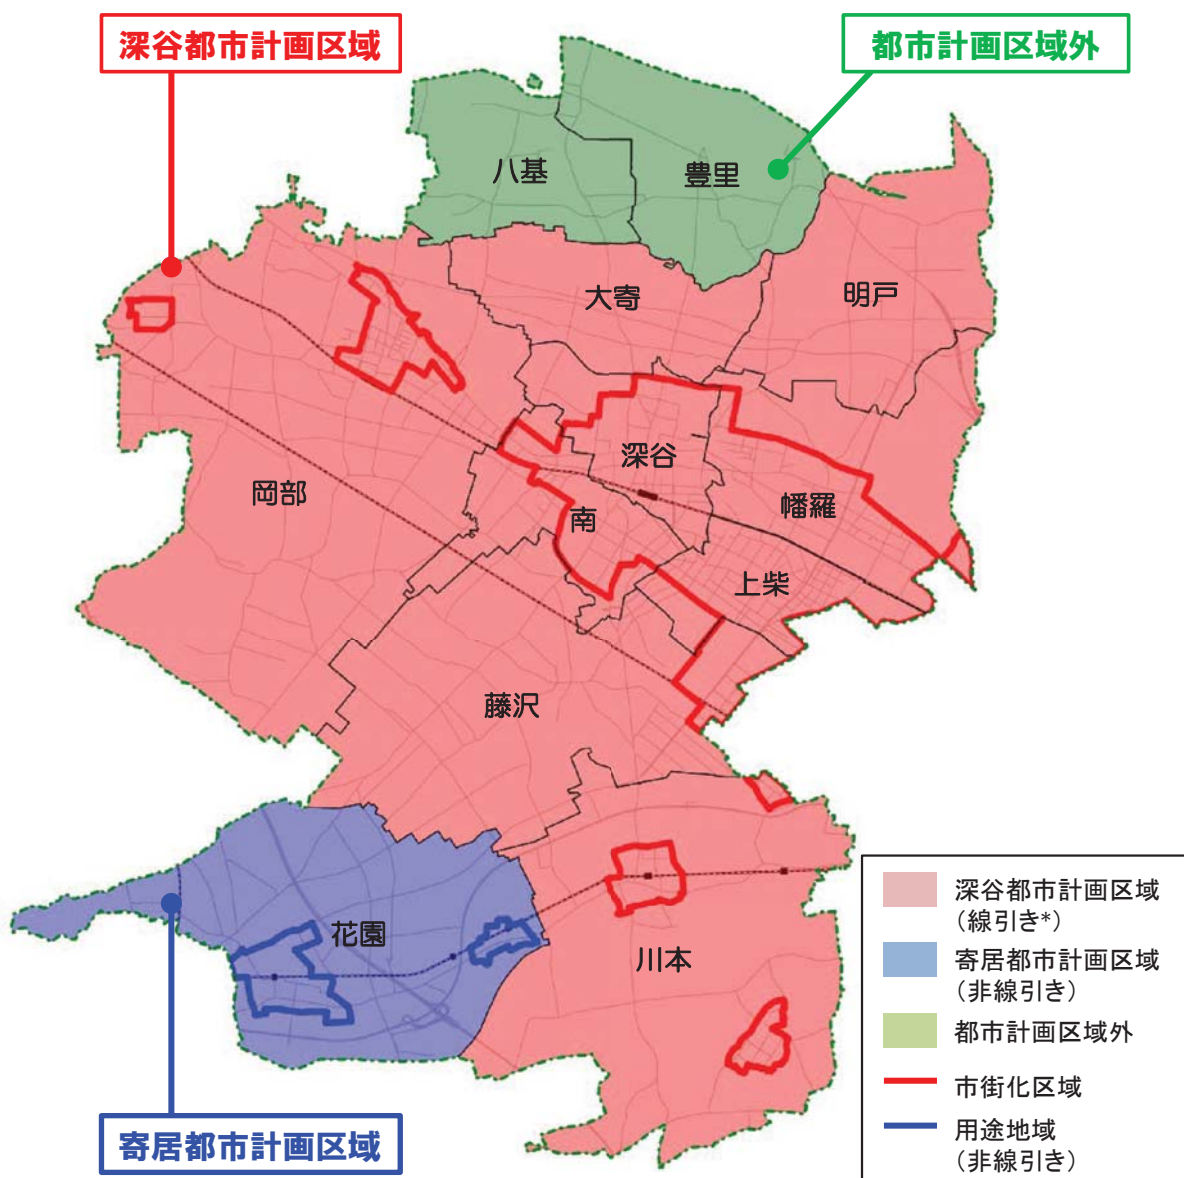 深谷都市計画区域
都市計画区域外
八基
豊里
大寄
明戸
深谷
岡部
幡羅
南
上柴
藤沢
花園
川本
寄居都市計画区域
深谷都市計画区域
(線引き*)
寄居都市計画区域
(非線引き)
都市計画区域外
市街化区域
用途地域
(非線引き)